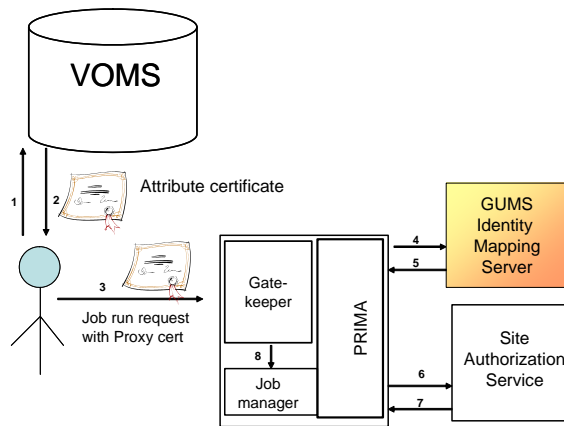 VOMS
1
2
Attribute certificate
3
Job run request
with Proxy cert
Gate-
keeper
8
Job
manager
PRIMA
4
5
GUMS
Identity
Mapping
Server
6
7
Site
Authorization
Service